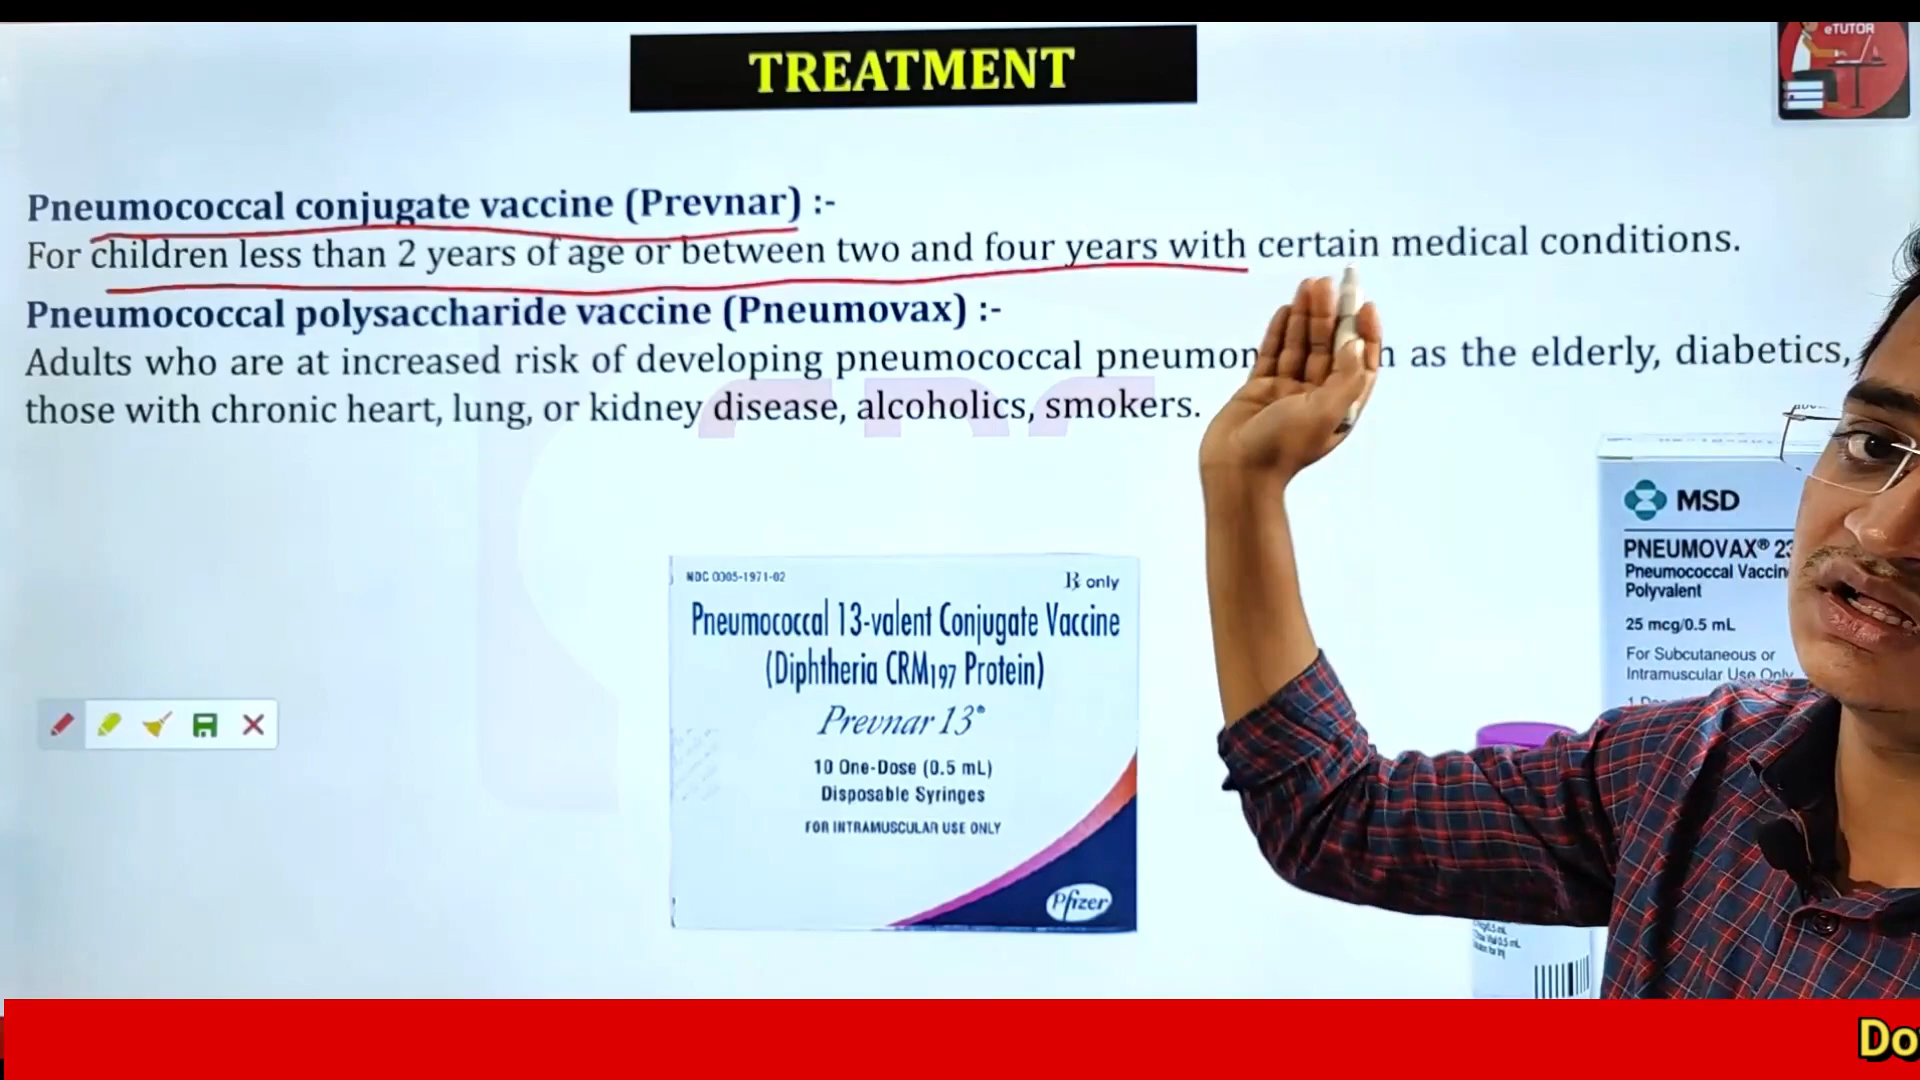 eTUTOR
TREATMENT
Pneumococcal conjugate vaccine (Prevnar) :-
For children less than 2 years of age or between two and four years with certain medical conditions.
Pneumococcal polysaccharide vaccine (Pneumovax) :-
Adults who are at increased risk of developing pneumococcal pneumon h as the elderly, diabetics,
those with chronic heart, lung, or kidney disease, alcoholics, smokers.
NDC 0005-1971-02
Rx only
Pneumococcal 13-valent Conjugate Vaccine
(Diphtheria CRM197 Protein)
Prevnar 13®
10 One-Dose (0.5 mL)
Disposable Syringes
FOR INTRAMUSCULAR USE ONLY
Pfizer
MSD
PNEUMOVAX® 23
Pneumococcal Vaccin
Polyvalent
25 mcg/0.5 mL
For Subcutaneous or
Intramuscular Use Only
Do